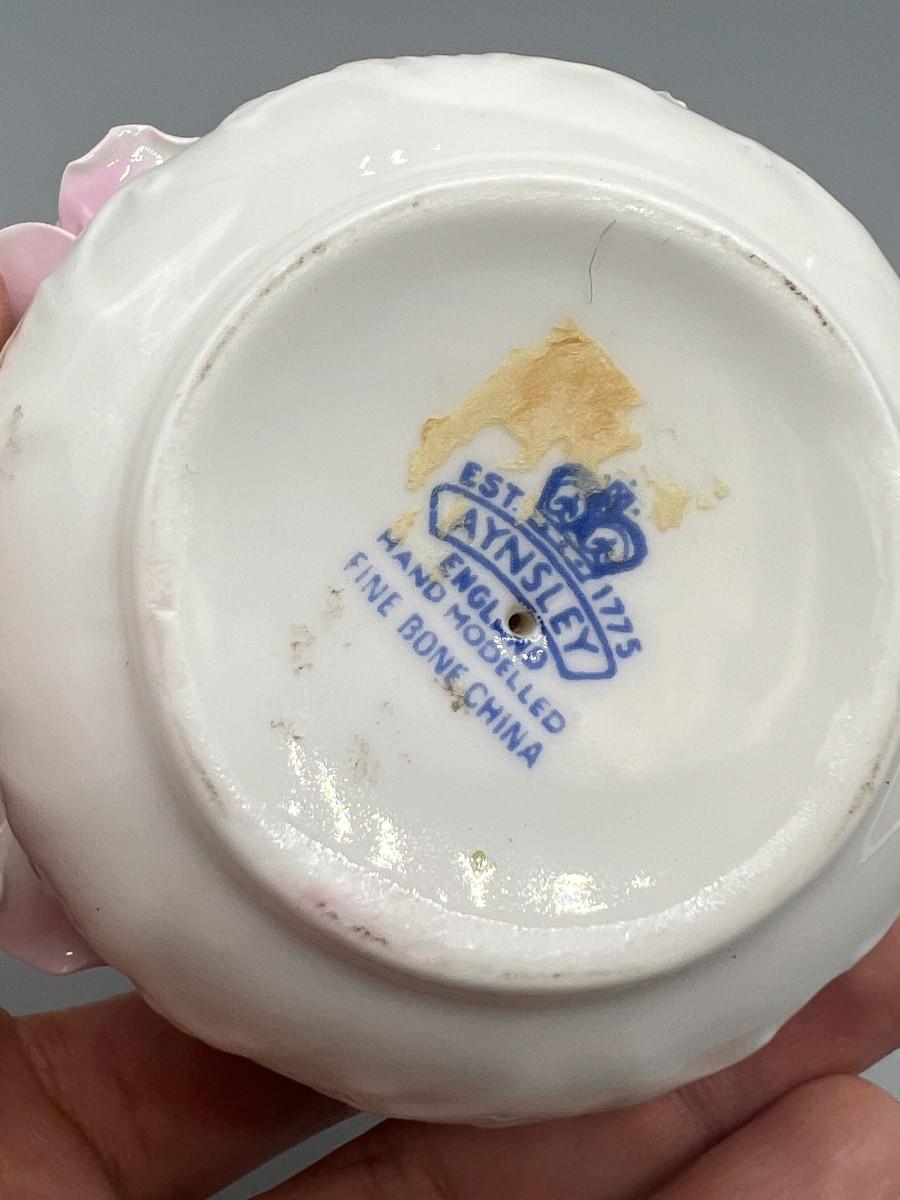 EST. 1775
AYNSLEY
ENGLAND
HAND MODELLED
FINE BONE CHINA